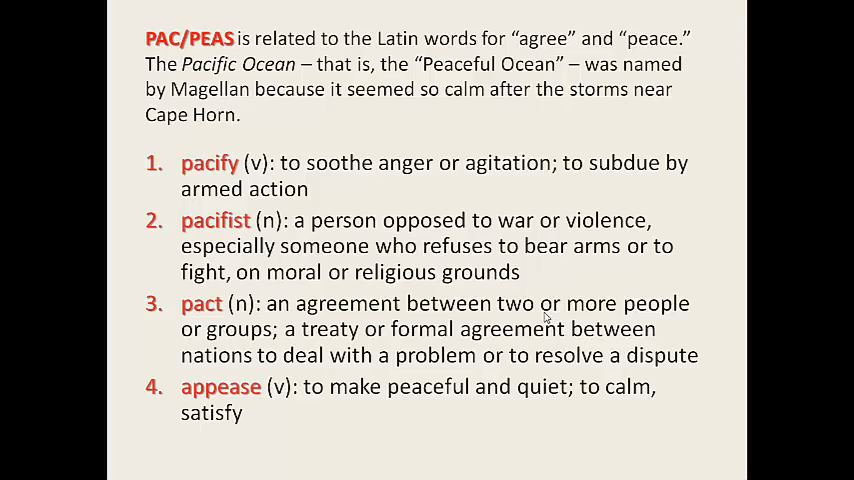 PAC/PEAS is related to the Latin words for “agree” and “peace.”
The Pacific Ocean – that is, the “Peaceful Ocean” – was named
by Magellan because it seemed so calm after the storms near
Cape Horn.
1. pacify (v): to soothe anger or agitation; to subdue by
armed action
2. pacifist (n): a person opposed to war or violence,
especially someone who refuses to bear arms or to
fight, on moral or religious grounds
3. pact (n): an agreement between two or more people
or groups; a treaty or formal agreement between
nations to deal with a problem or to resolve a dispute
4. appease (v): to make peaceful and quiet; to calm,
satisfy